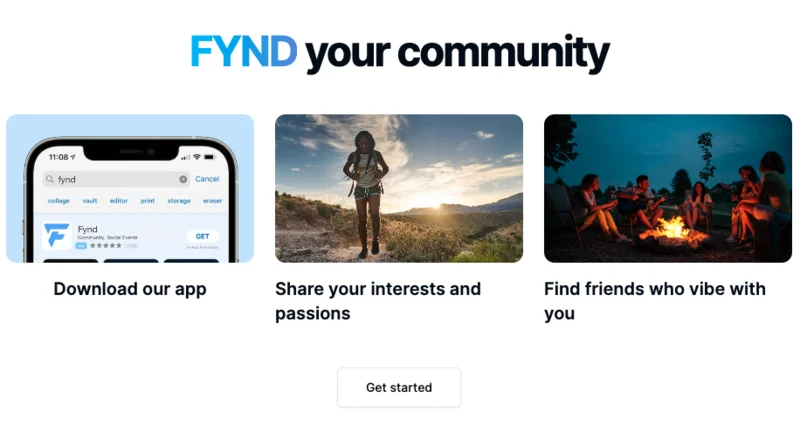 FYND your community
11:08
fynd
Cancel
collage vault editor print storage eraser
Fynd
Community, Social Events
GET
Download our app
Share your interests and
passions
Find friends who vibe with
you
Get started